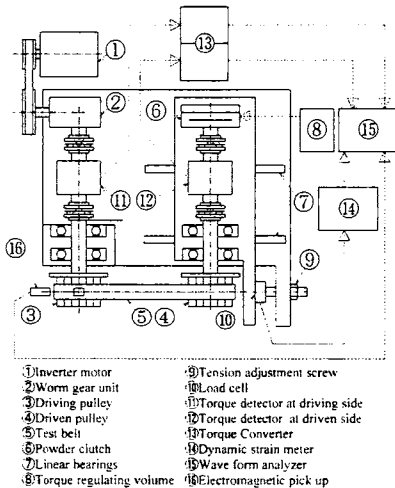 ① ⑬
② ⑥ ⑧ ⑮
⑪ ⑫ ⑦ ⑭
⑯ ⑨
③ ⑤ ④ ⑩
①Inverter motor
②Worm gear unit
③Driving pulley
④Driven pulley
⑤Test belt
⑥Powder clutch
⑦Linear bearings
⑧Torque regulating volume
⑨Tension adjustment screw
⑩Load cell
⑪Torque detector at driving side
⑫Torque detector at driven side
⑬Torque Converter
⑭Dynamic strain meter
⑮Wave form analyzer
⑯Electromagnetic pick up